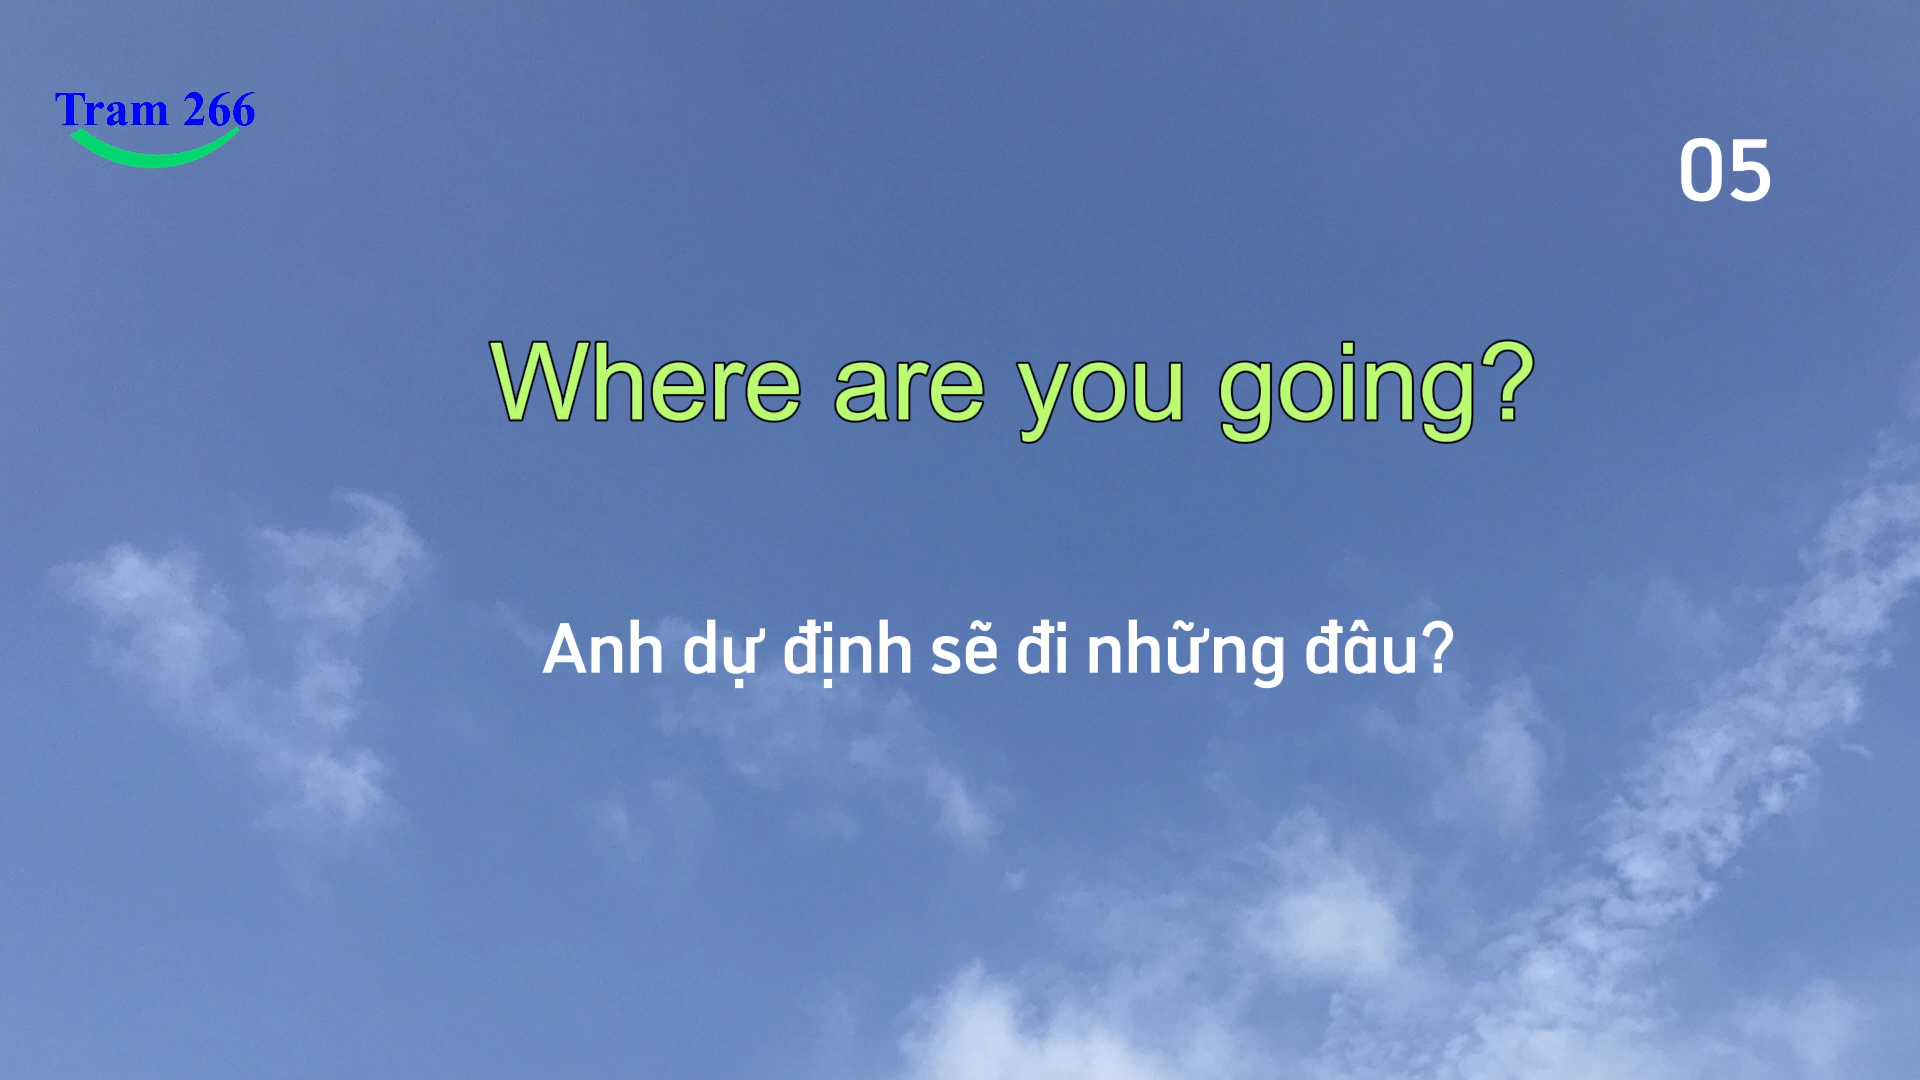 Tram 266
05
Where are you going?
Anh dự định sẽ đi những đâu?